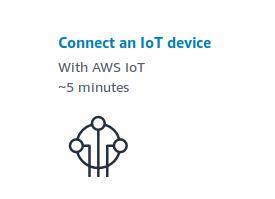 Connect an IoT device
With AWS IoT
~5 minutes